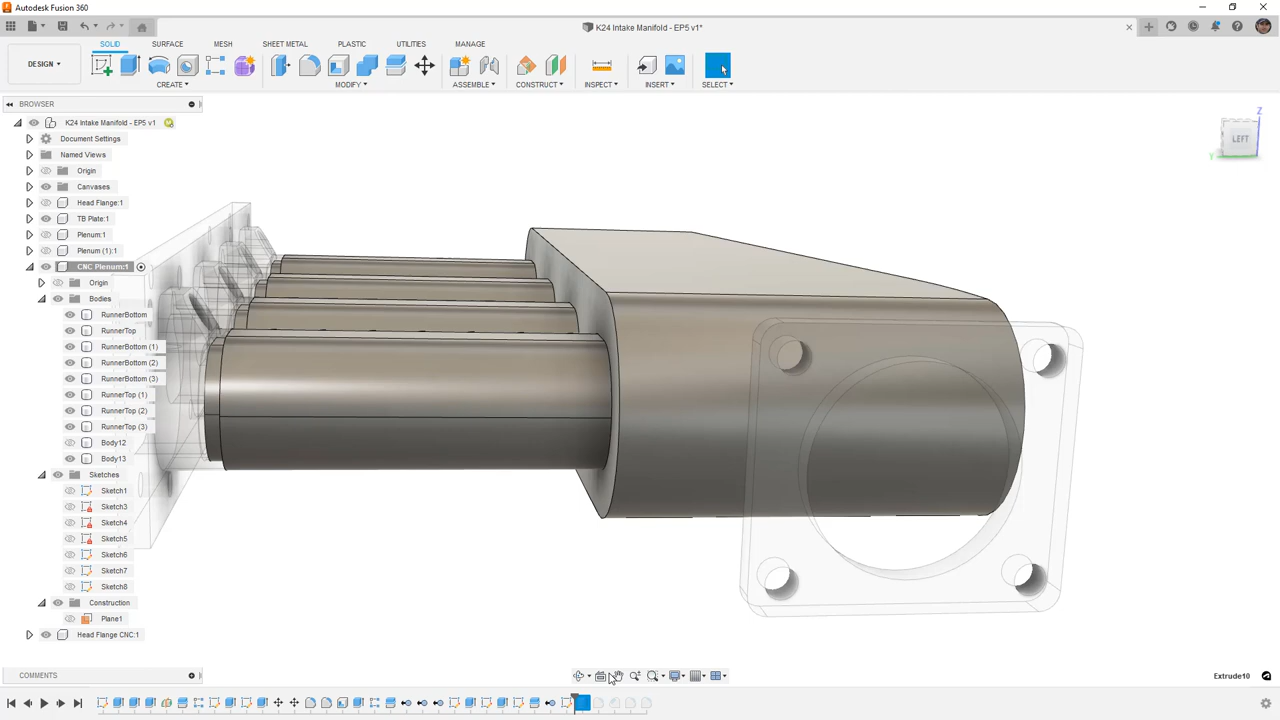 Autodesk Fusion 360
K24 Intake Manifold - EP5 v1*
SOLID SURFACE MESH SHEET METAL PLASTIC UTILITIES MANAGE
DESIGN
CREATE MODIFY ASSEMBLE CONSTRUCT INSPECT INSERT SELECT
BROWSER
K24 Intake Manifold - EP5 v1
Document Settings
Named Views
Origin
Canvases
Head Flange:1
TB Plate:1
Plenum:1
Plenum (1):1
CNC Plenum:1
Origin
Bodies
RunnerBottom
RunnerTop
RunnerBottom (1)
RunnerBottom (2)
RunnerBottom (3)
RunnerTop (1)
RunnerTop (2)
RunnerTop (3)
Body12
Body13
Sketches
Sketch1
Sketch3
Sketch4
Sketch5
Sketch6
Sketch7
Sketch8
Construction
Plane1
Head Flange CNC:1
COMMENTS
Z
LEFT
Y
Extrude10